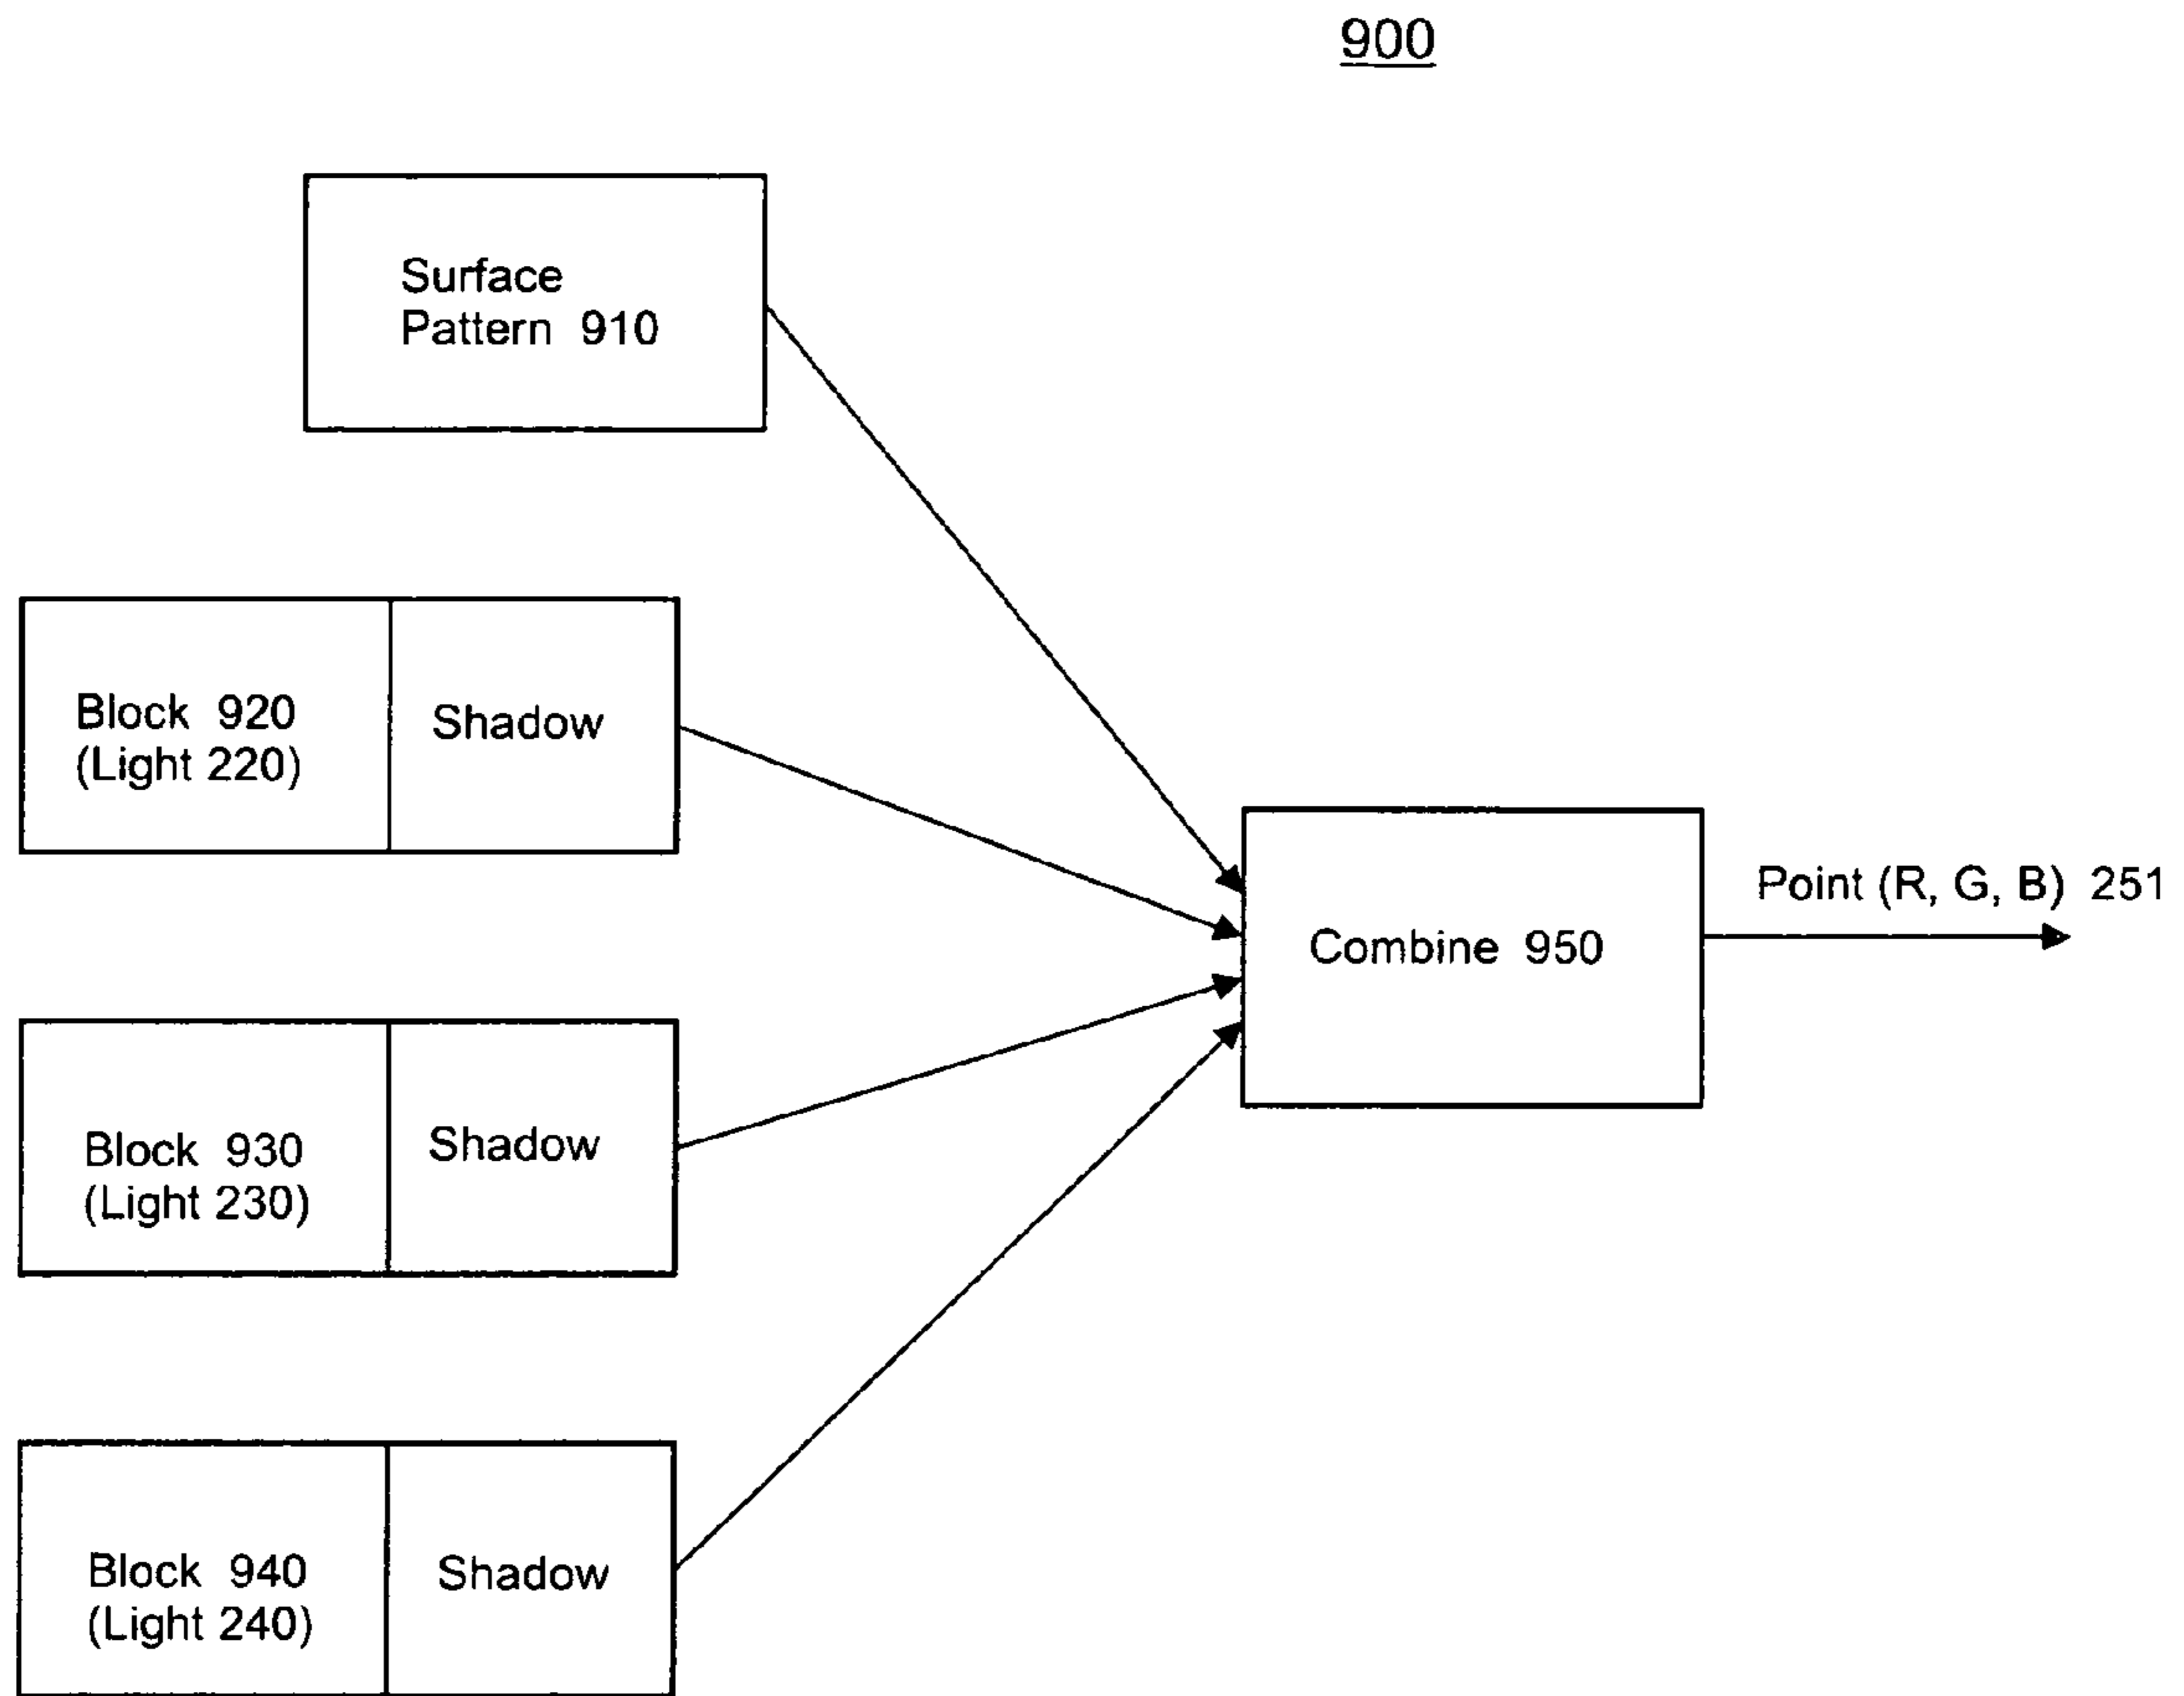 900
Surface
Pattern 910
Block 920
(Light 220)
Shadow
Block 930
(Light 230)
Shadow
Block 940
(Light 240)
Shadow
Combine 950
Point (R, G, B) 251